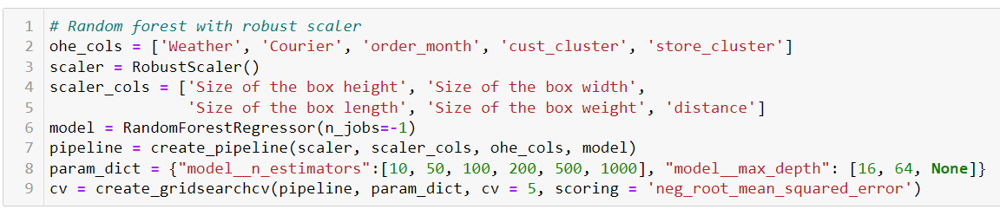 1 # Random forest with robust scaler
2 ohe_cols = ['Weather', 'Courier', 'order_month', 'cust_cluster', 'store_cluster']
3 scaler = RobustScaler()
4 scaler_cols = ['Size of the box height', 'Size of the box width',
5                'Size of the box length', 'Size of the box weight', 'distance']
6 model = RandomForestRegressor(n_jobs=-1)
7 pipeline = create_pipeline(scaler, scaler_cols, ohe_cols, model)
8 param_dict = {"model__n_estimators":[10, 50, 100, 200, 500, 1000], "model__max_depth": [16, 64, None]}
9 cv = create_gridsearchcv(pipeline, param_dict, cv = 5, scoring = 'neg_root_mean_squared_error')